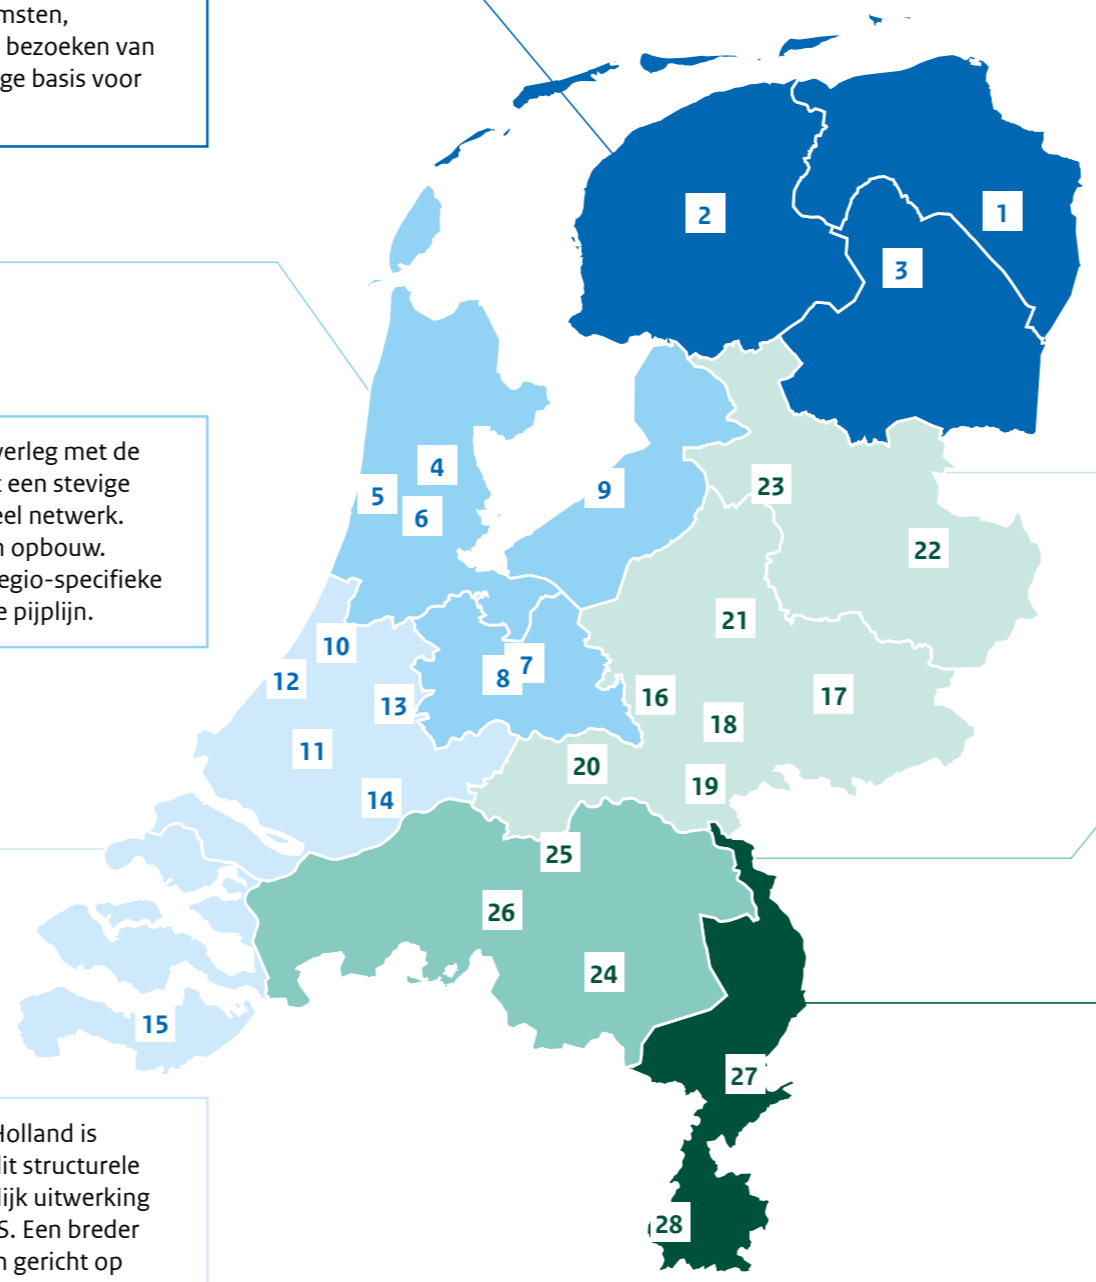 msten,
bezoeken van
ge basis voor
verleg met de
t een stevige
eel netwerk.
n opbouw.
egio-specifieke
e pijplijn.
Holland is
dit structurele
lijk uitwerking
S. Een breder
n gericht op
2
1
3
4
5
6
9
23
22
21
10
7
8
12
13
16
17
18
11
20
19
14
25
26
24
15
27
28